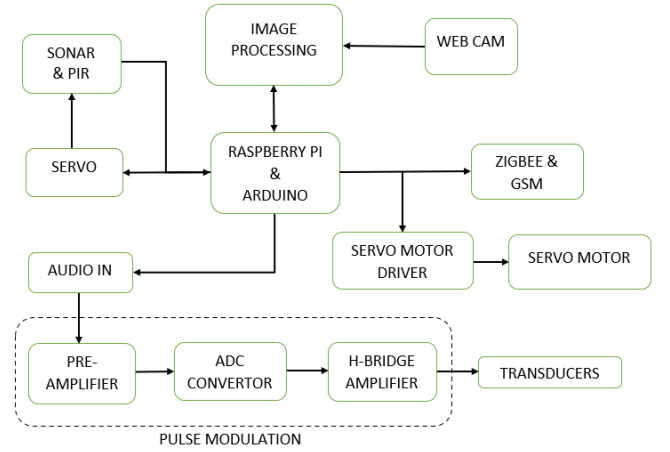 IMAGE
PROCESSING
WEB CAM
SONAR
& PIR
SERVO
RASPBERRY PI
&
ARDUINO
ZIGBEE &
GSM
SERVO MOTOR
DRIVER
SERVO MOTOR
AUDIO IN
PRE-
AMPLIFIER
ADC
CONVERTOR
H-BRIDGE
AMPLIFIER
TRANSDUCERS
PULSE MODULATION